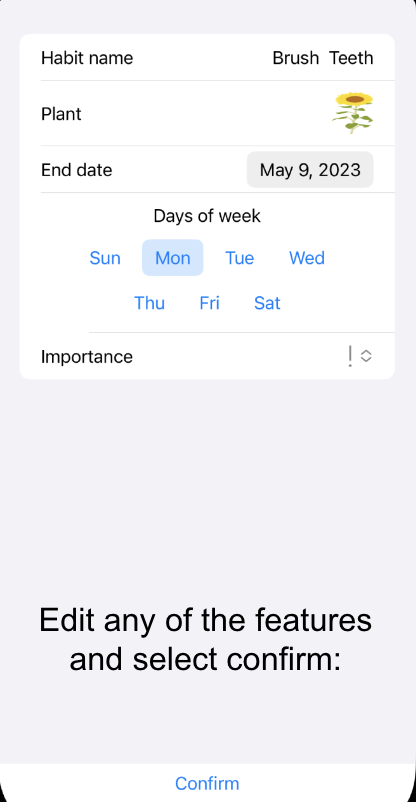 Habit name Brush Teeth
Plant
End date May 9, 2023
Days of week
Sun Mon Tue Wed
Thu Fri Sat
Importance !
Edit any of the features
and select confirm:
Confirm